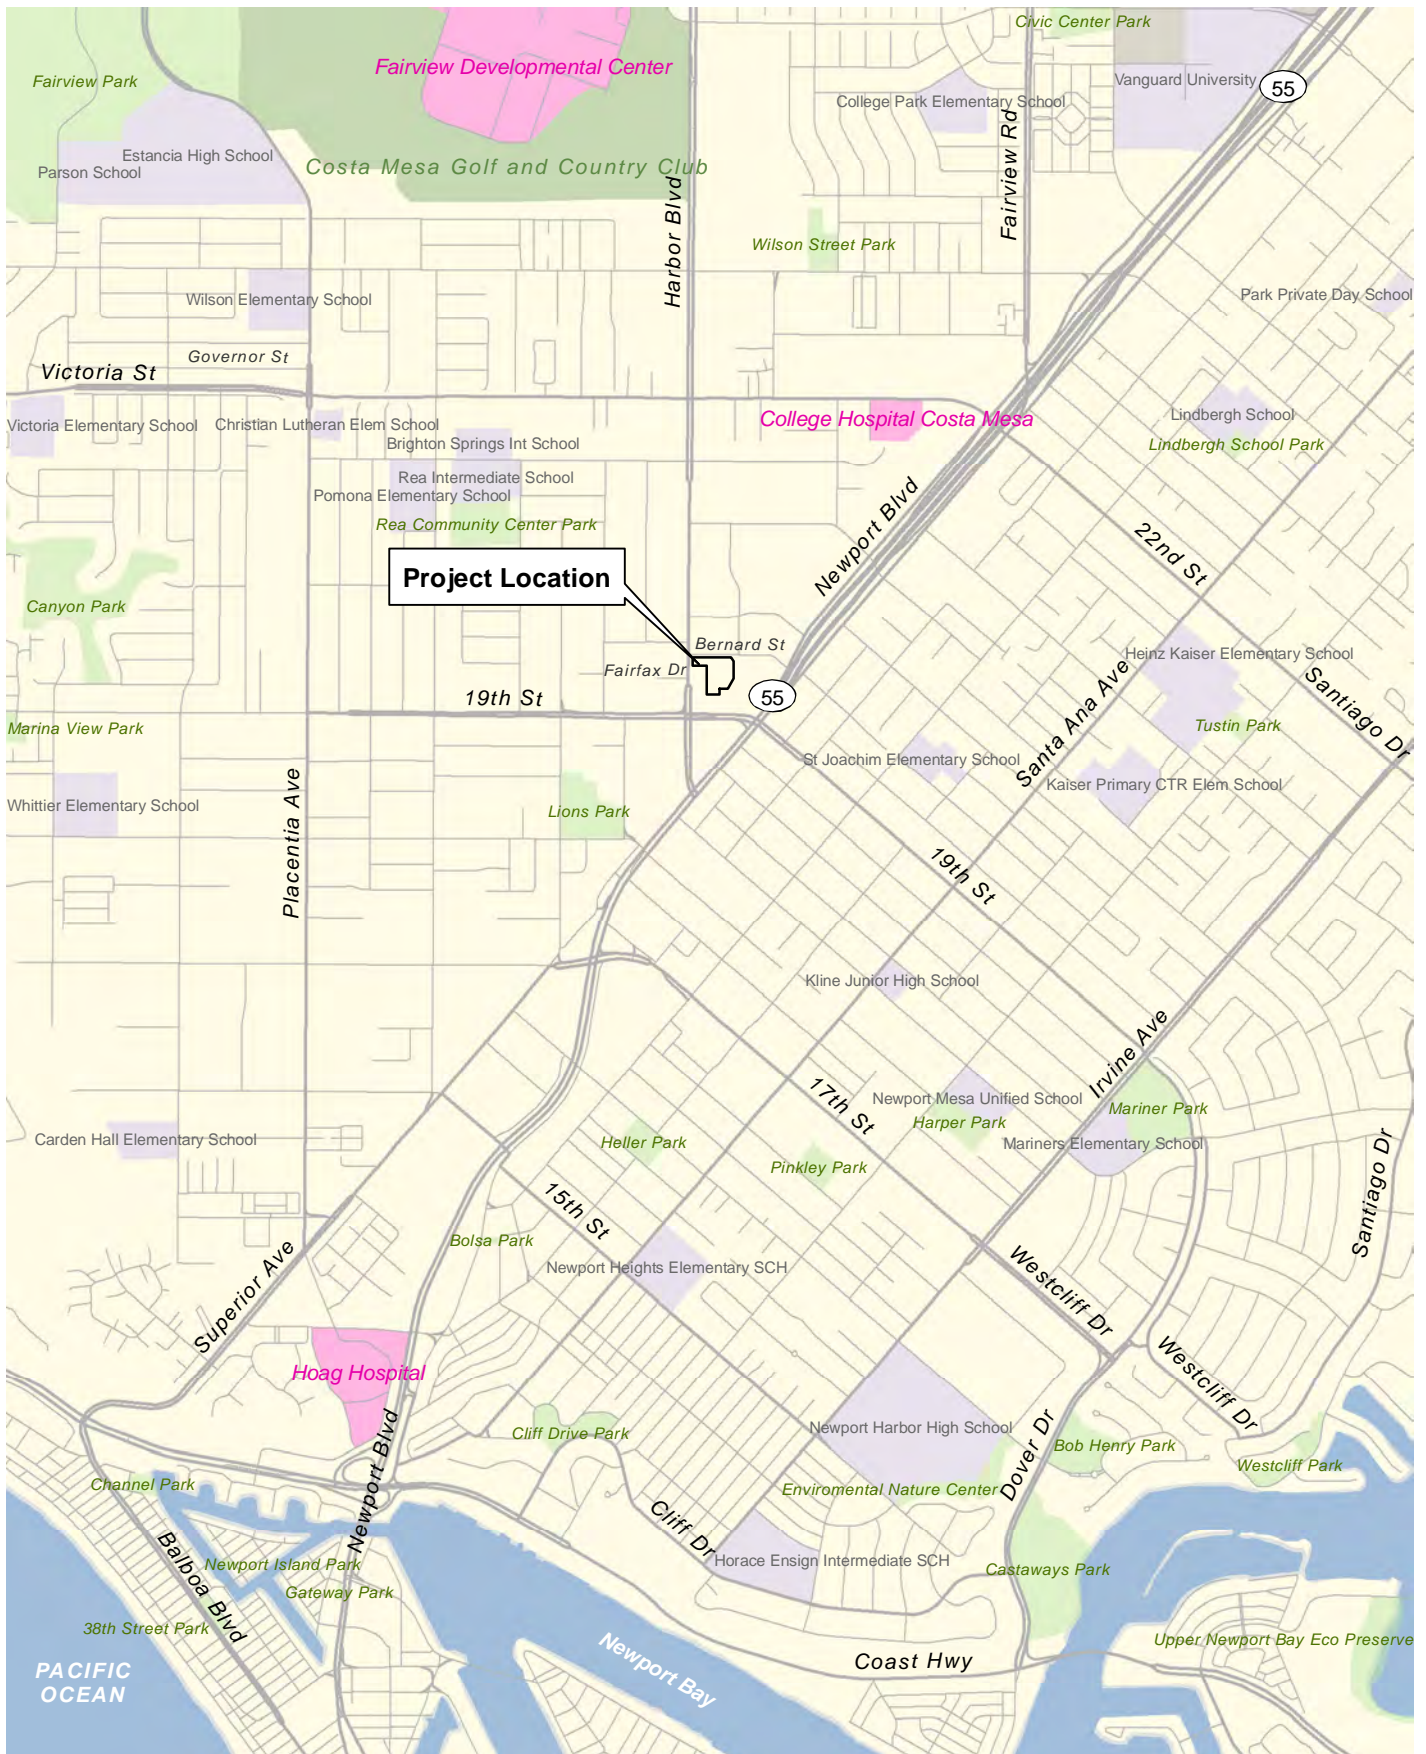 Civic Center Park
Fairview Developmental Center
Fairview Park
Vanguard University
55
College Park Elementary School
Fairview Rd
Estancia High School
Parson School
Costa Mesa Golf and Country Club
Harbor Blvd
Wilson Street Park
Wilson Elementary School
Park Private Day School
Governor St
Victoria St
Victoria Elementary School
Christian Lutheran Elem School
College Hospital Costa Mesa
Lindbergh School
Brighton Springs Int School
Lindbergh School Park
Rea Intermediate School
Pomona Elementary School
Rea Community Center Park
Newport Blvd
22nd St
Project Location
Canyon Park
Bernard St
Heinz Kaiser Elementary School
Fairfax Dr
55
19th St
Santa Ana Ave
Santiago Dr
Marina View Park
Tustin Park
St Joachim Elementary School
Kaiser Primary CTR Elem School
Whittier Elementary School
Lions Park
Placentia Ave
19th St
Kline Junior High School
Irvine Ave
17th St
Newport Mesa Unified School
Mariner Park
Harper Park
Carden Hall Elementary School
Heller Park
Mariners Elementary School
Pinkley Park
Santiago Dr
15th St
Bolsa Park
Newport Heights Elementary SCH
Superior Ave
Westcliff Dr
Hoag Hospital
Westcliff Dr
Newport Blvd
Cliff Drive Park
Newport Harbor High School
Dover Dr
Bob Henry Park
Westcliff Park
Channel Park
Enviromental Nature Center
Cliff Dr
Balboa Blvd
Newport Island Park
Horace Ensign Intermediate SCH
Castaways Park
Gateway Park
38th Street Park
Upper Newport Bay Eco Preserve
Newport Bay
Coast Hwy
PACIFIC
OCEAN